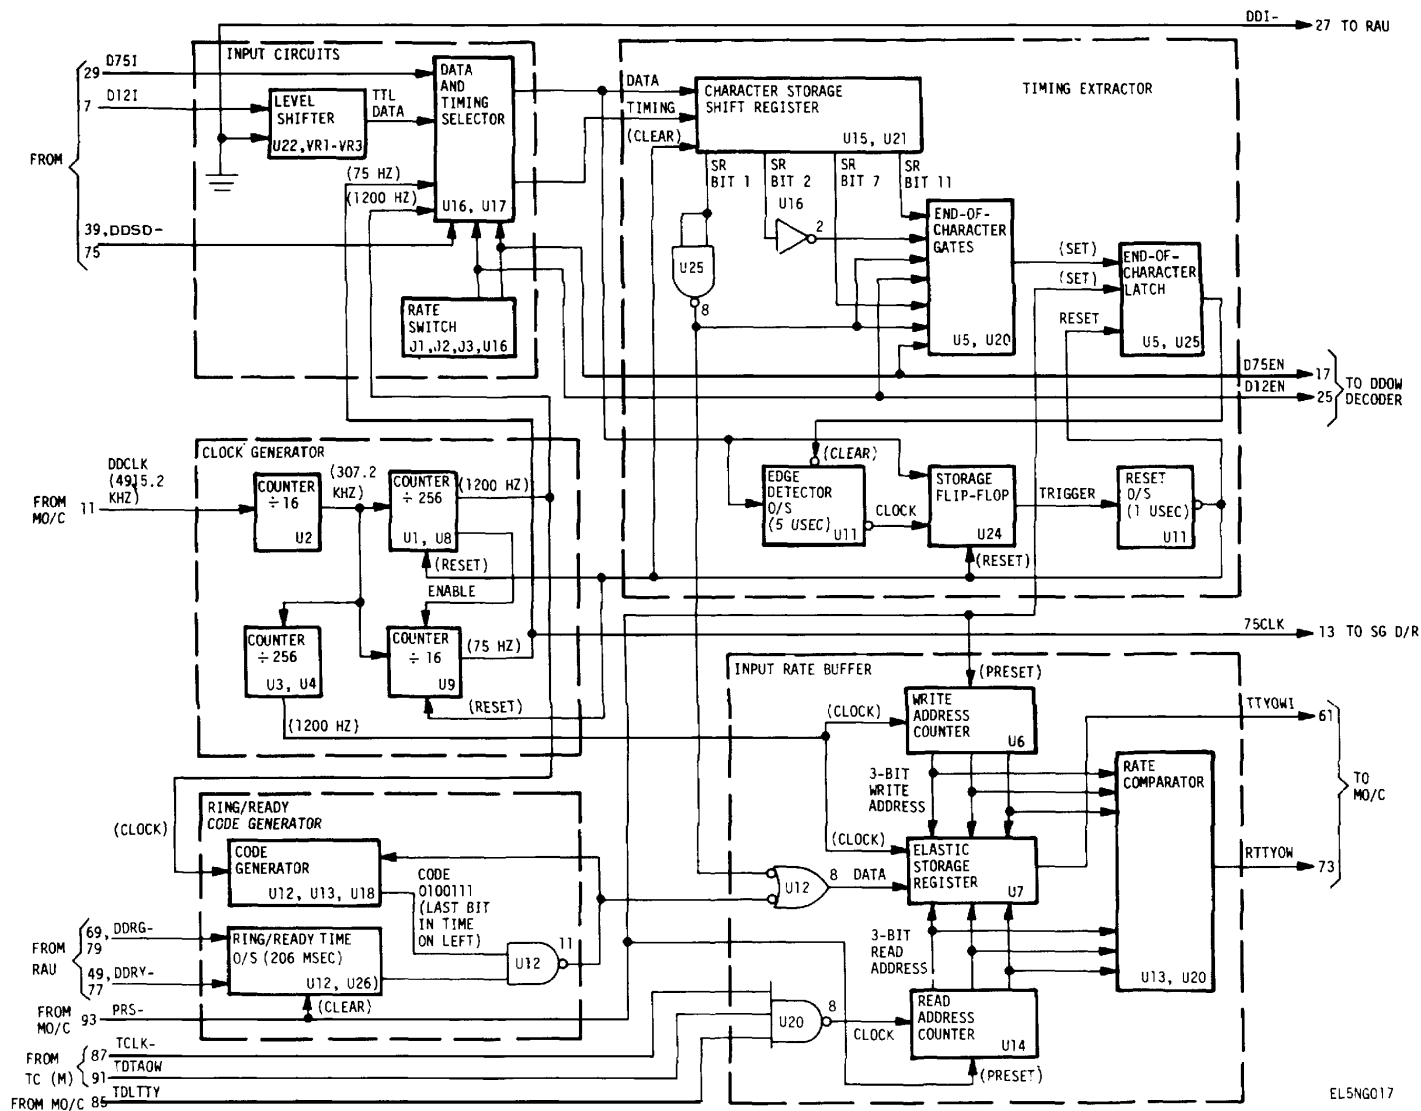 DDI-
27 TO RAU
INPUT CIRCUITS
29
D75I
7
D12I
FROM
39,
75
DDSD-
LEVEL
SHIFTER
U22,VR1-VR3
TTL
DATA
DATA
AND
TIMING
SELECTOR
U16, U17
(75 HZ)
(1200 HZ)
RATE
SWITCH
J1,J2,J3,U16
TIMING EXTRACTOR
DATA
TIMING
(CLEAR)
CHARACTER STORAGE
SHIFT REGISTER
U15, U21
SR
BIT 1
SR
BIT 2
SR
BIT 7
SR
BIT 11
U16
2
U25
8
END-OF-
CHARACTER
GATES
U5, U20
(SET)
(SET)
RESET
END-OF-
CHARACTER
LATCH
U5, U25
D75EN
17
D12EN
25
TO DDOW
DECODER
CLOCK GENERATOR
DDCLK
(4915.2
KHZ)
FROM
MO/C
11
COUNTER
÷ 16
U2
(307.2
KHZ)
COUNTER
÷ 256
U1, U8
(1200 HZ)
(RESET)
ENABLE
COUNTER
÷ 256
U3, U4
COUNTER
÷ 16
U9
(75 HZ)
(RESET)
(1200 HZ)
(CLEAR)
EDGE
DETECTOR
O/S
(5 USEC)
U11
CLOCK
STORAGE
FLIP-FLOP
U24
TRIGGER
RESET
O/S
(1 USEC)
U11
(RESET)
75CLK
13 TO SG D/R
INPUT RATE BUFFER
(PRESET)
(CLOCK)
WRITE
ADDRESS
COUNTER
U6
TTYOWI
61
3-BIT
WRITE
ADDRESS
RATE
COMPARATOR
U13, U20
TO
MO/C
(CLOCK)
ELASTIC
STORAGE
REGISTER
U7
RTTYOW
73
U12
8
DATA
3-BIT
READ
ADDRESS
READ
ADDRESS
COUNTER
U14
(PRESET)
U20
8
CLOCK
RING/READY
CODE GENERATOR
(CLOCK)
CODE
GENERATOR
U12, U13, U18
CODE
0100111
(LAST BIT
IN TIME
ON LEFT)
U12
11
FROM
RAU
69,
79
DDRG-
49,
77
DDRY-
RING/READY TIME
O/S (206 MSEC)
U12, U26)
(CLEAR)
FROM
MO/C
93
PRS-
FROM
TC (M)
87
TCLK-
91
TDTAOW
FROM MO/C 85
TDLTTY
EL5NG017